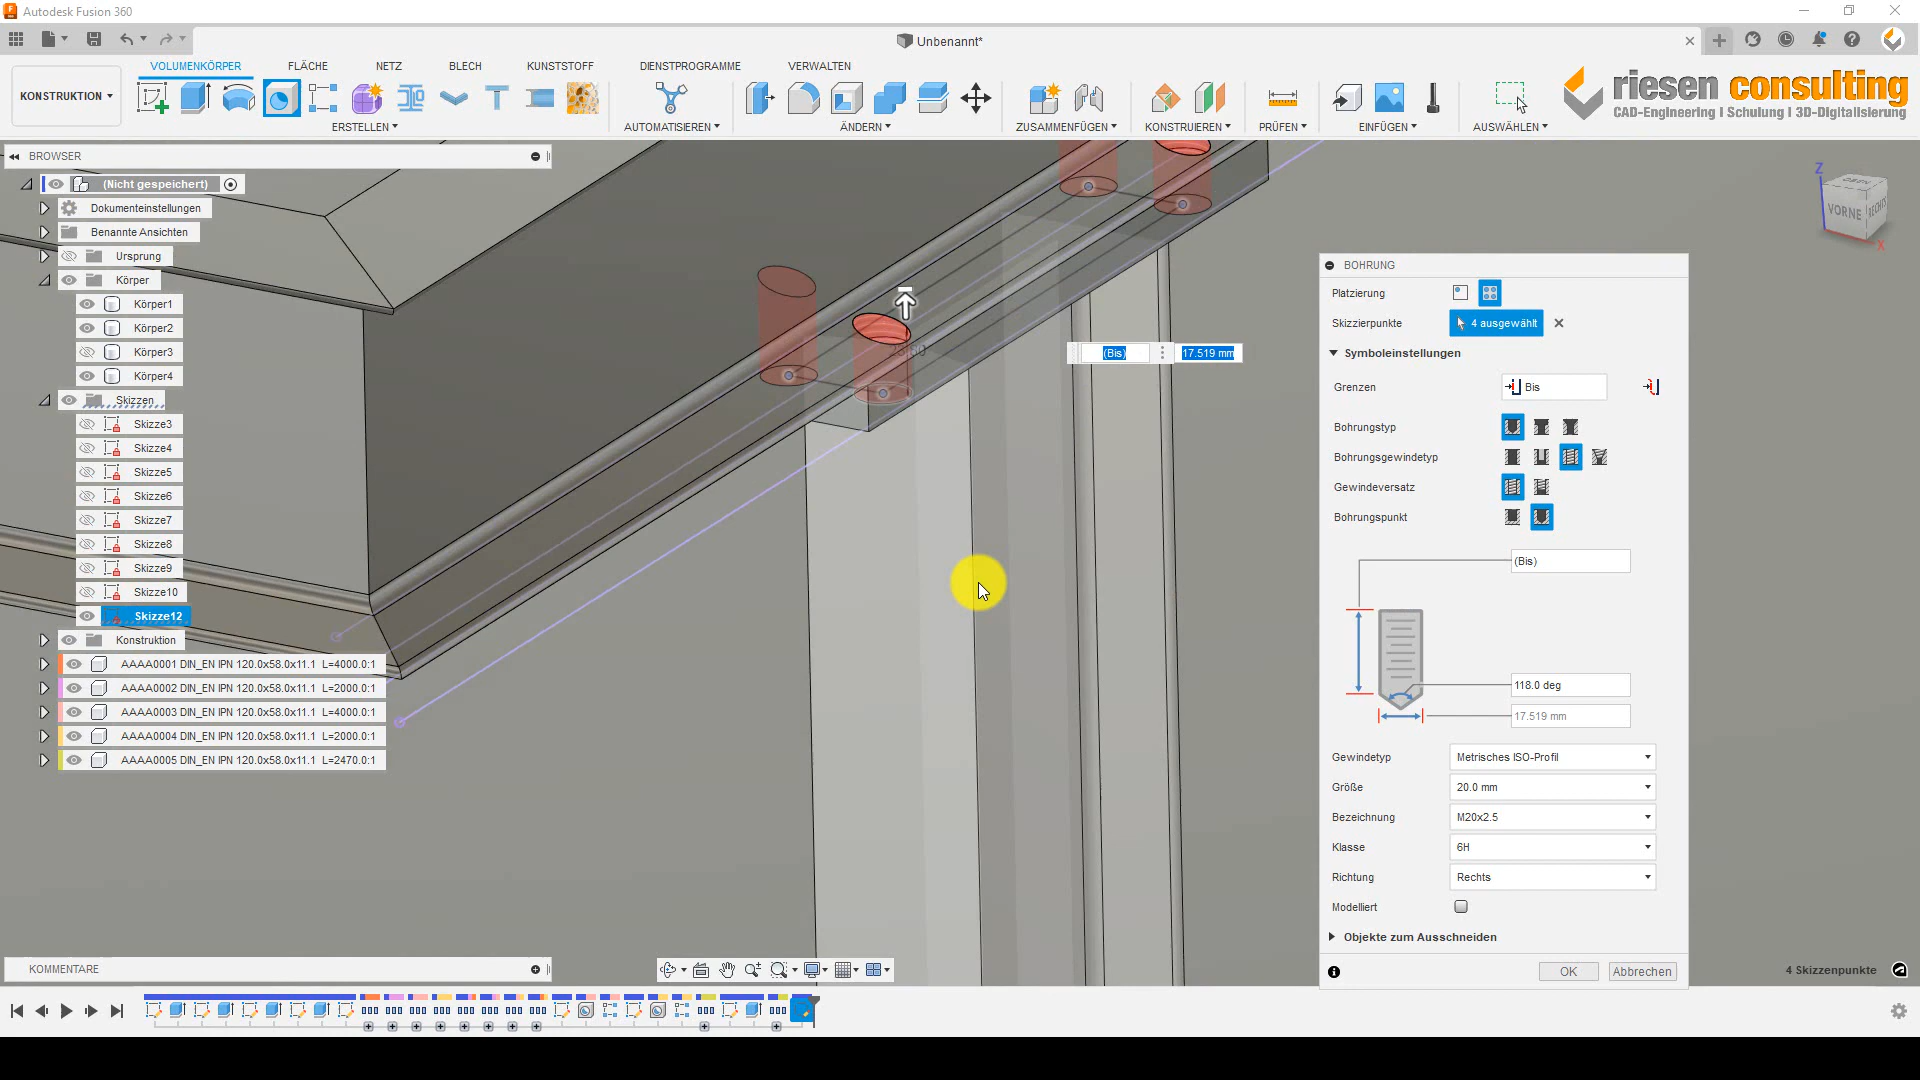 Autodesk Fusion 360
Unbenannt*
VOLUMENKÖRPER FLÄCHE NETZ BLECH KUNSTSTOFF DIENSTPROGRAMME VERWALTEN
KONSTRUKTION
ERSTELLEN AUTOMATISIEREN ÄNDERN ZUSAMMENFÜGEN KONSTRUIEREN PRÜFEN EINFÜGEN AUSWÄHLEN
riesen consulting
CAD-Engineering I Schulung I 3D-Digitalisierung
BROWSER
(Nicht gespeichert)
Dokumenteinstellungen
Benannte Ansichten
Ursprung
Körper
Körper1
Körper2
Körper3
Körper4
Skizzen
Skizze3
Skizze4
Skizze5
Skizze6
Skizze7
Skizze8
Skizze9
Skizze10
Skizze12
Konstruktion
AAAA0001 DIN_EN IPN 120.0x58.0x11.1 L=4000.0:1
AAAA0002 DIN_EN IPN 120.0x58.0x11.1 L=2000.0:1
AAAA0003 DIN_EN IPN 120.0x58.0x11.1 L=4000.0:1
AAAA0004 DIN_EN IPN 120.0x58.0x11.1 L=2000.0:1
AAAA0005 DIN_EN IPN 120.0x58.0x11.1 L=2470.0:1
(Bis) 17.519 mm
Z
OBEN
VORNE
RECHTS
X
BOHRUNG
Platzierung
Skizzierpunkte 4 ausgewählt
Symboleinstellungen
Grenzen Bis
Bohrungstyp
Bohrungsgewindetyp
Gewindeversatz
Bohrungspunkt
(Bis)
118.0 deg
17.519 mm
Gewindetyp Metrisches ISO-Profil
Größe 20.0 mm
Bezeichnung M20x2.5
Klasse 6H
Richtung Rechts
Modelliert
Objekte zum Ausschneiden
OK Abbrechen
KOMMENTARE
4 Skizzenpunkte